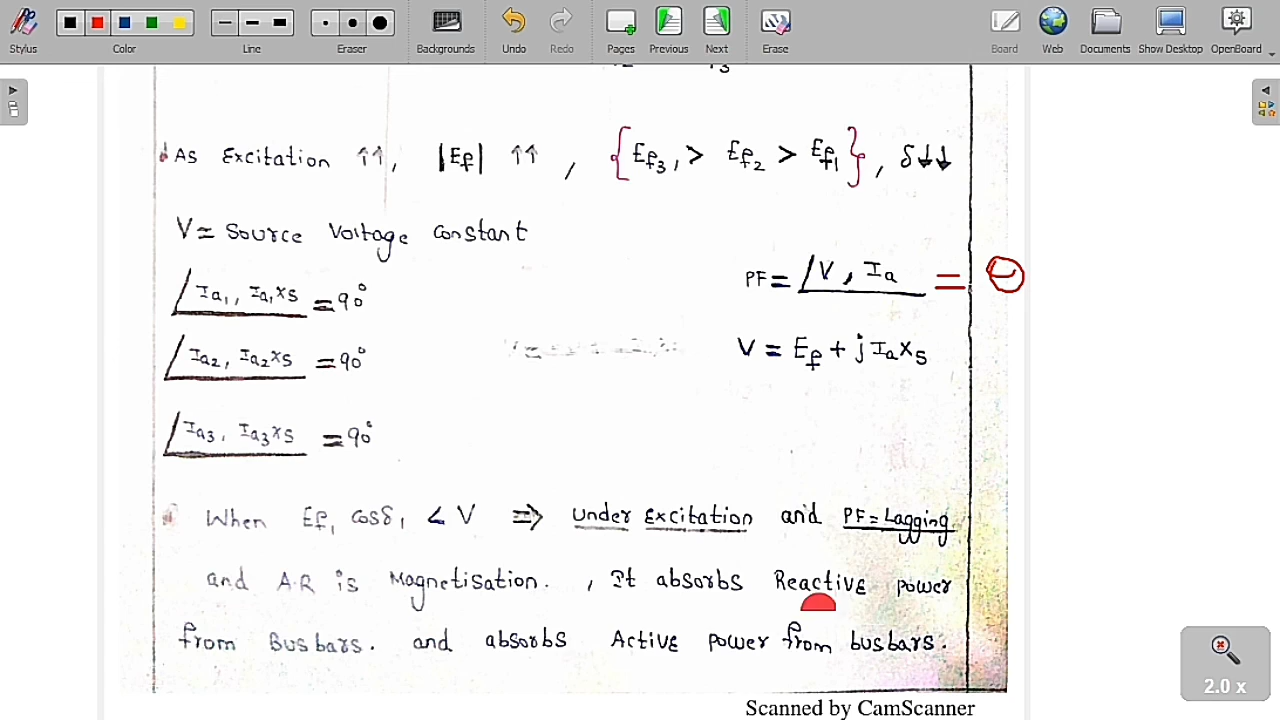 Stylus
Color
Line
Eraser
Backgrounds
Undo
Redo
Pages
Previous
Next
Erase
Board
Web
Documents
Show Desktop
OpenBoard
As Excitation ↑↑, |Ef| ↑↑ , {Ef3, > Ef2 > Ef1}, δ↓↓
V = Source Voltage constant
Ia1, Ia1xs = 90°
PF = V, Ia = θ
Ia2, Ia2xs = 90°
V = Ef + j Iaxs
Ia3, Ia3xs = 90°
When Ef1 cosδ1 < V ⇒ Under Excitation and PF = Lagging
and A.R is Magnetisation. , It absorbs Reactive power
from Busbars. and absorbs Active power from busbars.
2.0 x
Scanned by CamScanner